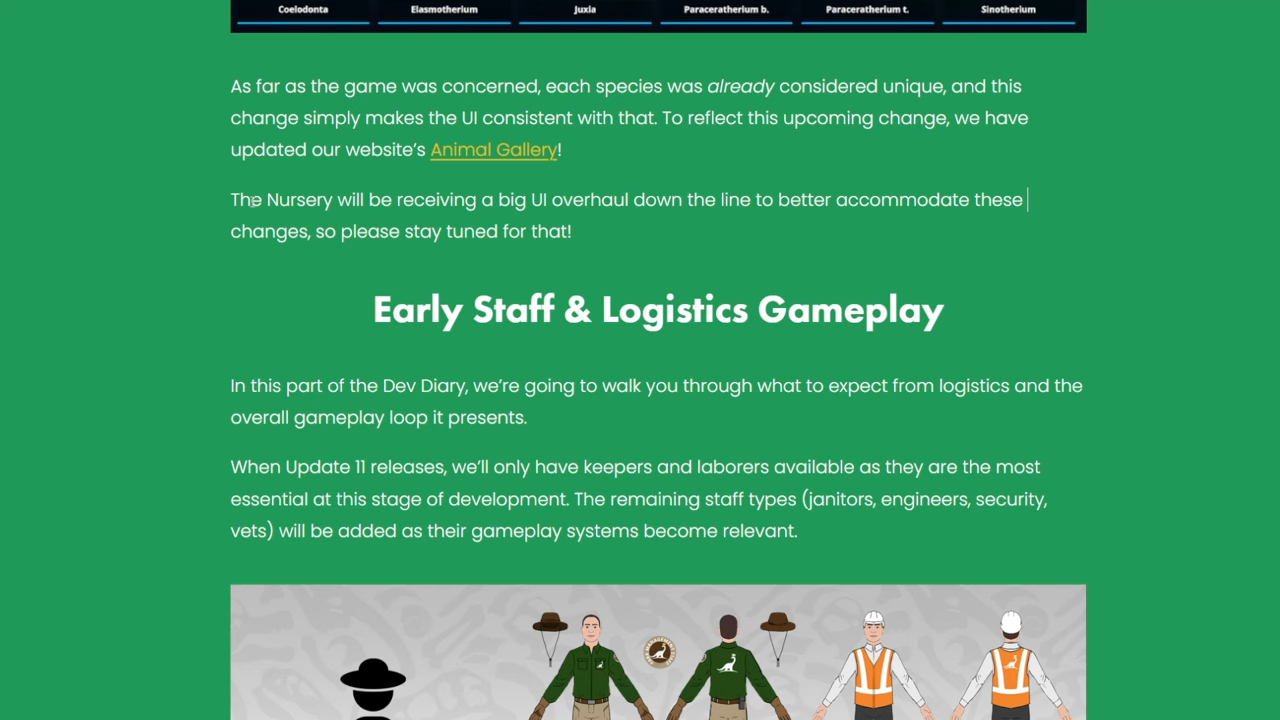 Coelodonta Elasmotherium Juxia Paraceratherium b. Paraceratherium t. Sinotherium
As far as the game was concerned, each species was already considered unique, and this
change simply makes the UI consistent with that. To reflect this upcoming change, we have
updated our website's Animal Gallery!
The Nursery will be receiving a big UI overhaul down the line to better accommodate these
changes, so please stay tuned for that!
Early Staff & Logistics Gameplay
In this part of the Dev Diary, we're going to walk you through what to expect from logistics and the
overall gameplay loop it presents.
When Update 11 releases, we'll only have keepers and laborers available as they are the most
essential at this stage of development. The remaining staff types (janitors, engineers, security,
vets) will be added as their gameplay systems become relevant.